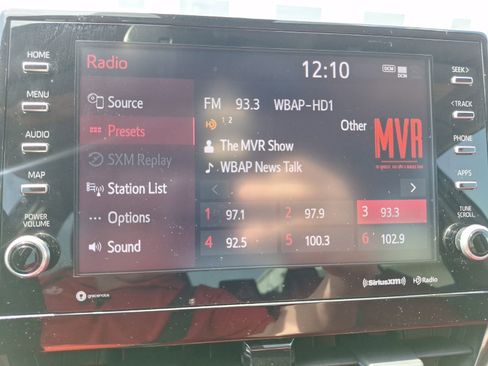 HOME
MENU
AUDIO
MAP
POWER
VOLUME
Radio
12:10
DCM
DCM
Source
Presets
SXM Replay
Station List
Options
Sound
FM 93.3 WBAP-HD1
1 2
Other
The MVR Show
WBAP News Talk
MVR
1 97.1
2 97.9
3 93.3
4 92.5
5 100.3
6 102.9
SEEK >
< TRACK
PHONE
APPS
TUNE
SCROLL
gracenote
((SiriusXM))
HD Radio